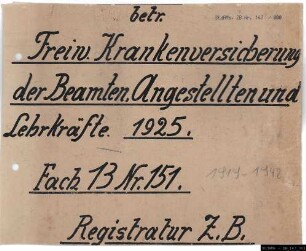 betr.
Freiw. Krankenversicherung
der Beamten, Angestellten und
Lehrkräfte. 1925.
1919-1942
Fach 13 Nr. 151.
Registratur Z.B.